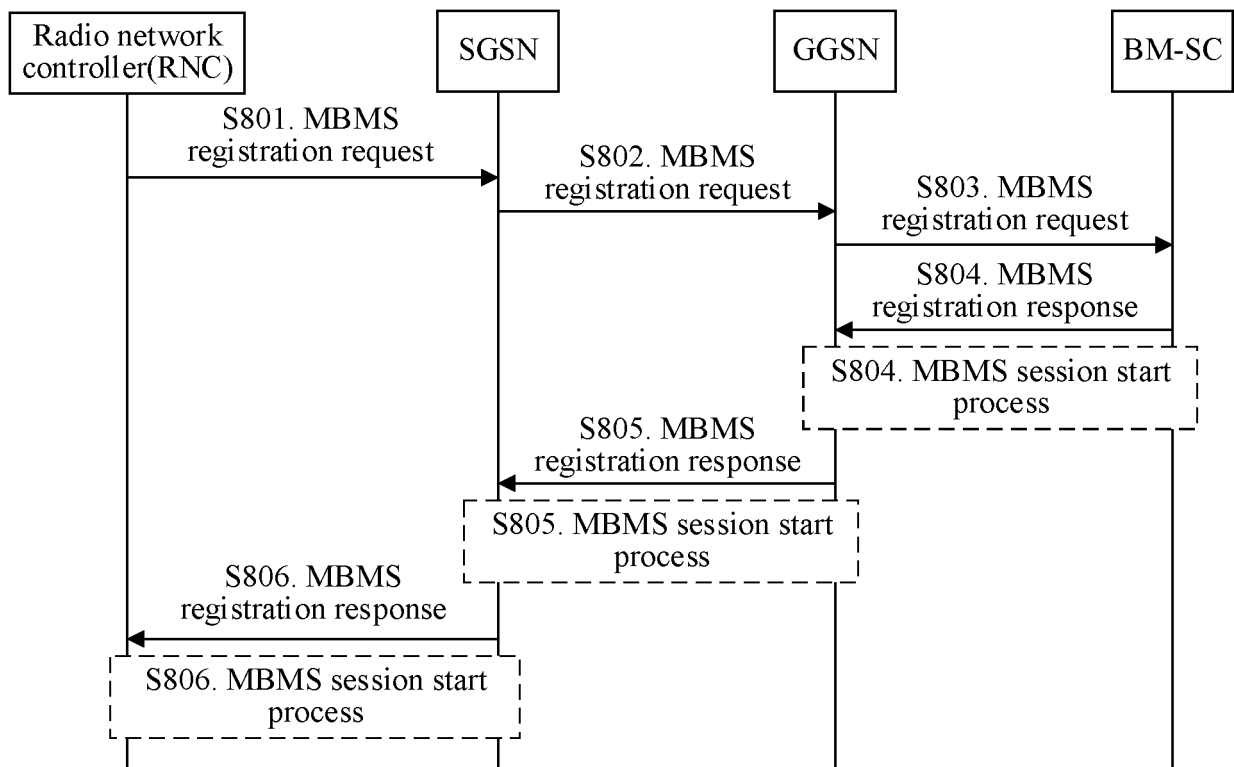 Radio network
controller(RNC)
SGSN
GGSN
BM-SC
S801. MBMS
registration request
S802. MBMS
registration request
S803. MBMS
registration request
S804. MBMS
registration response
S804. MBMS session start
process
S805. MBMS
registration response
S805. MBMS session start
process
S806. MBMS
registration response
S806. MBMS session start
process